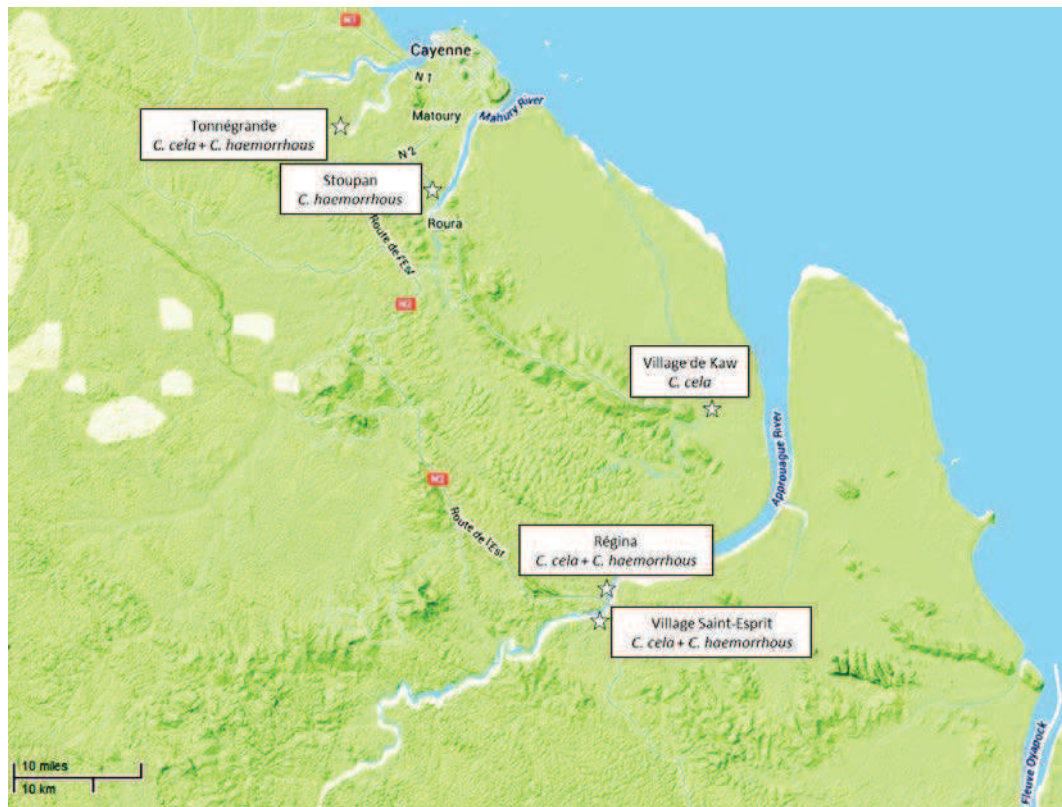 N1
Cayenne
N 1
Tonnégrande
C. cela + C. haemorrhous
Matoury
Mahury River
N 2
Stoupan
C. haemorrhous
Roura
Route de l'Est
N2
Village de Kaw
C. cela
Approuague River
N2
Route de l'Est
Régina
C. cela + C. haemorrhous
Village Saint-Esprit
C. cela + C. haemorrhous
Fleuve Oyapock
10 miles
10 km